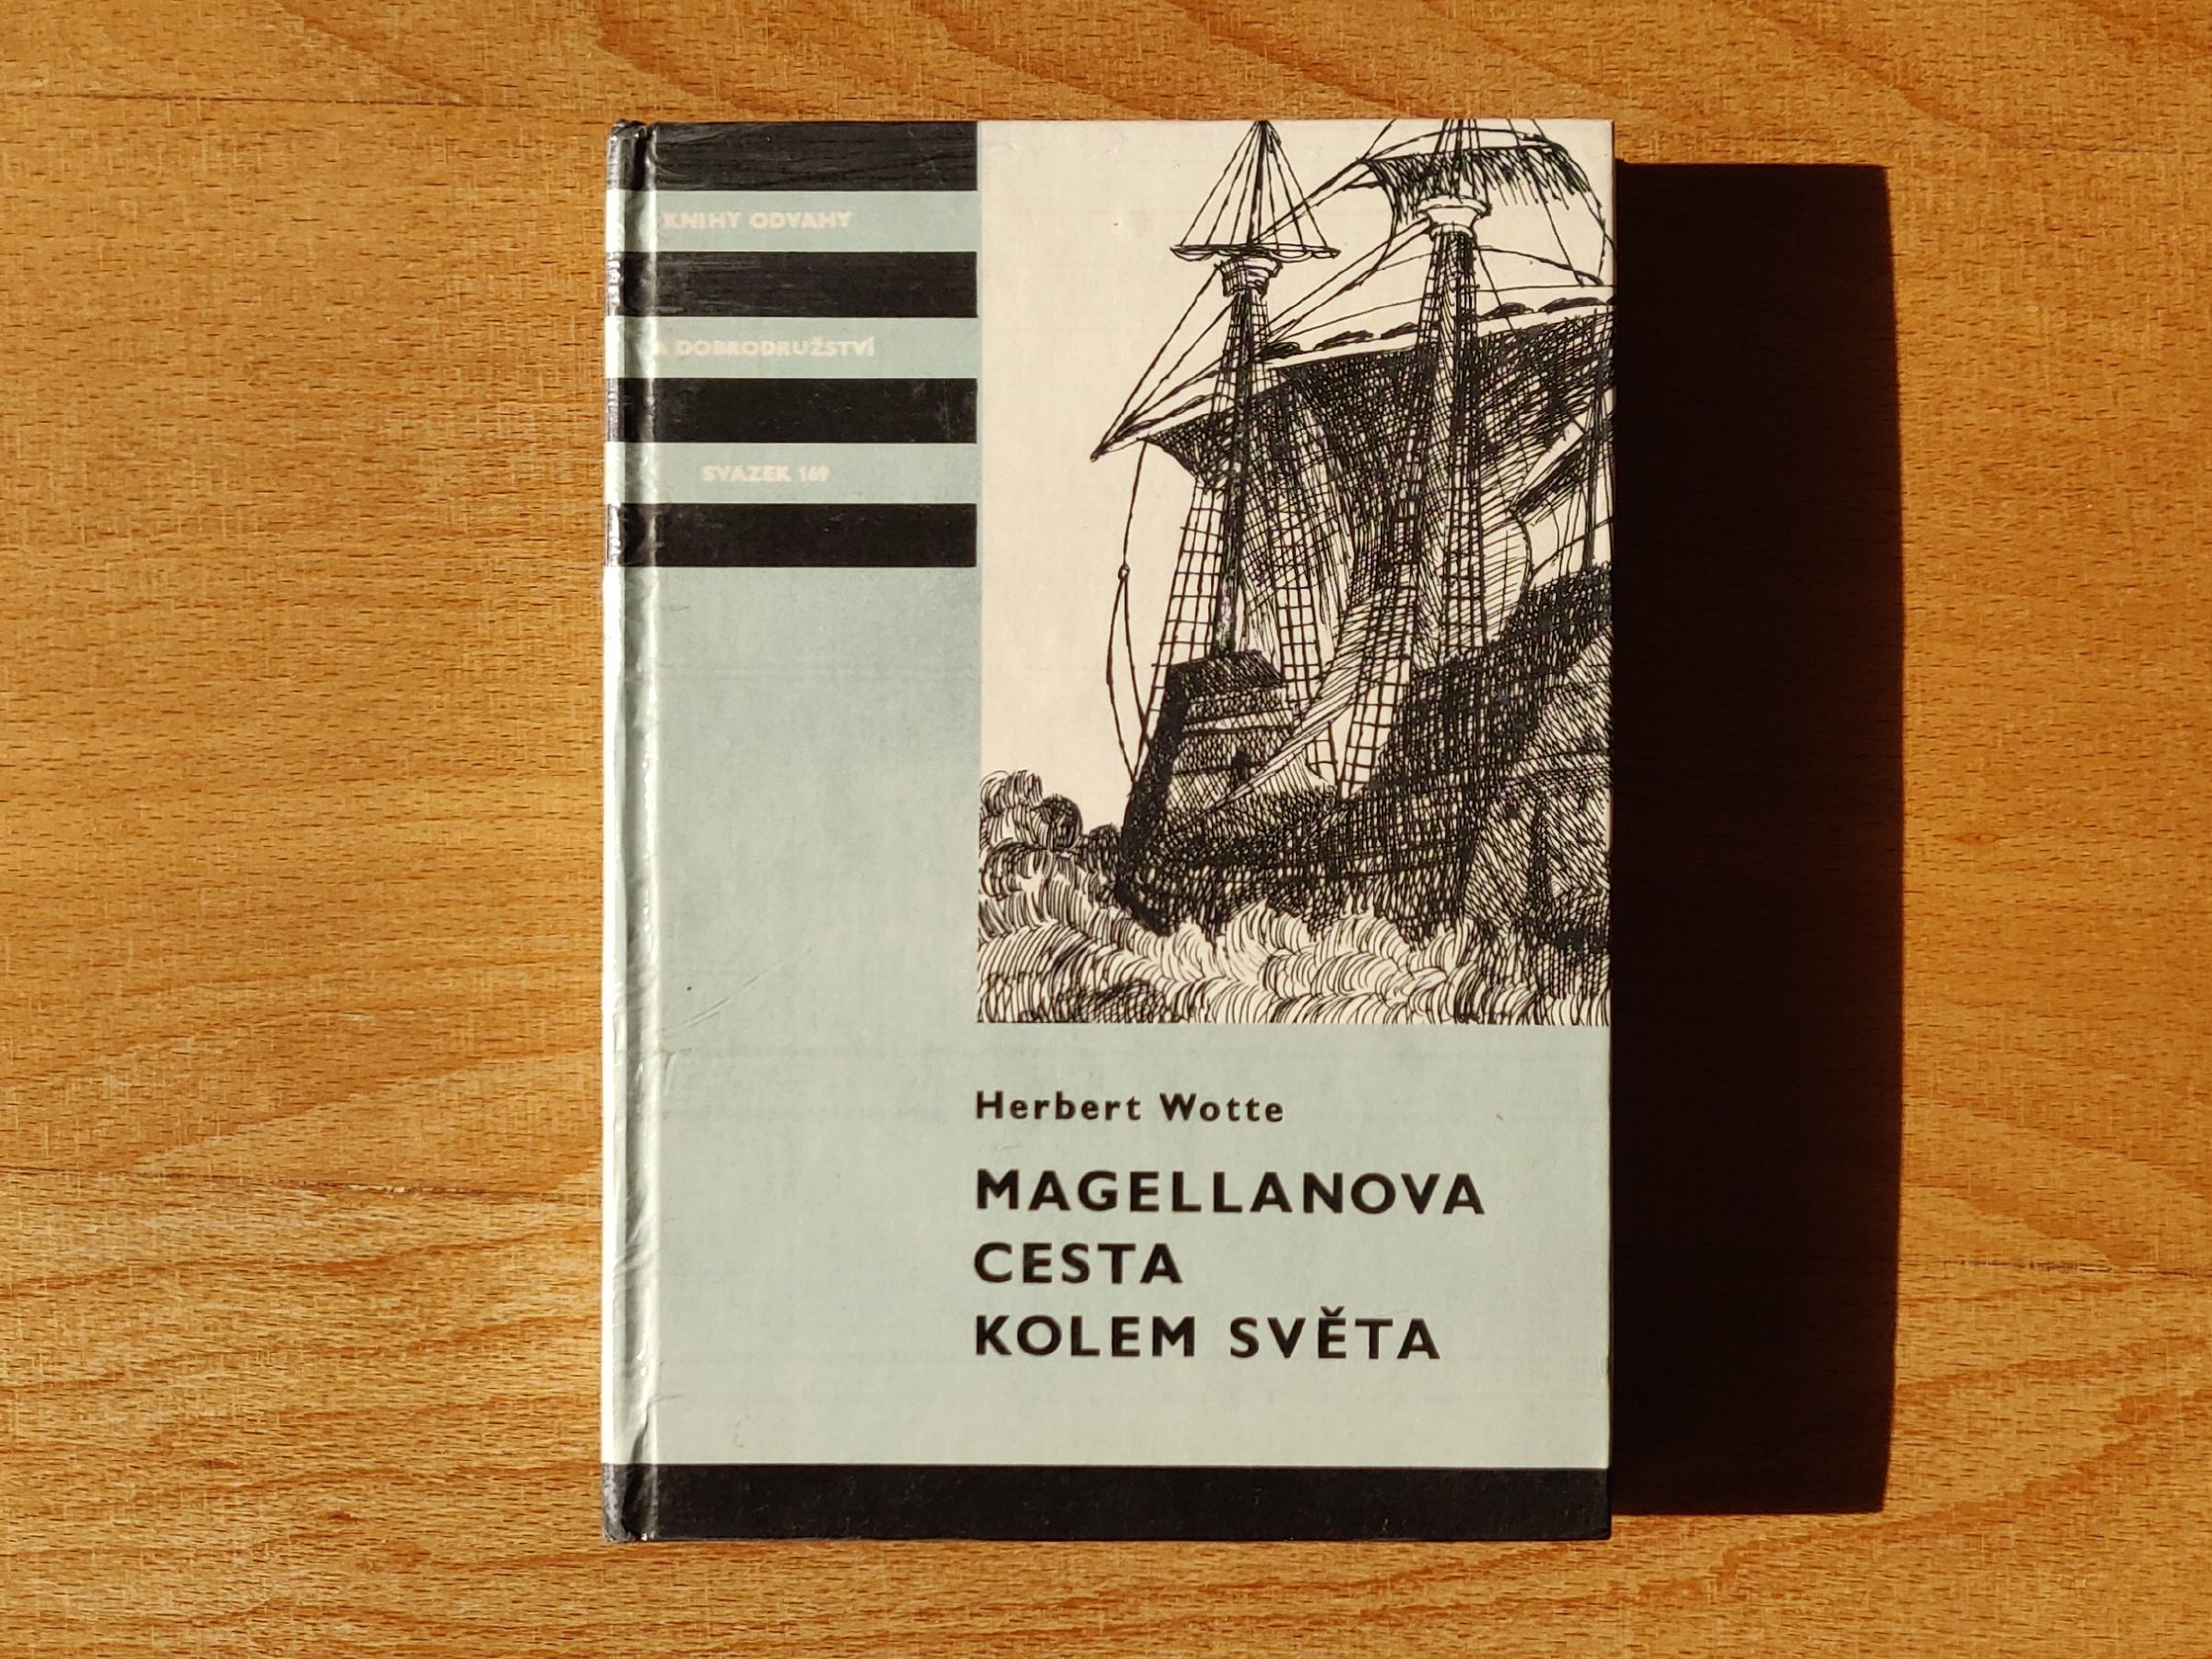 KNIHY ODVAHY
A DOBRODRUŽSTVÍ
SVAZEK 169
Herbert Wotte
MAGELLANOVA
CESTA
KOLEM SVĚTA